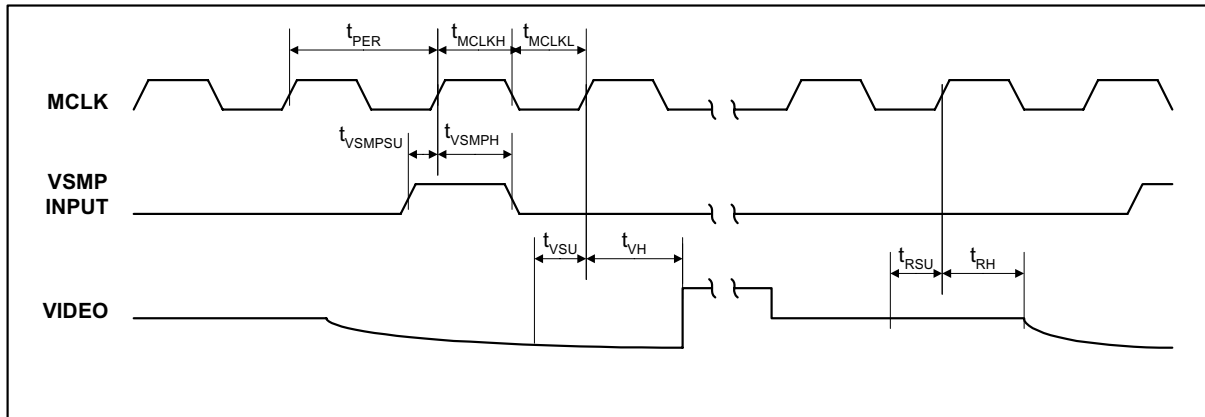 tPER tMCLKH tMCLKL
MCLK
tVSMPSU tVSMPH
VSMP
INPUT
tVSU tVH tRSU tRH
VIDEO